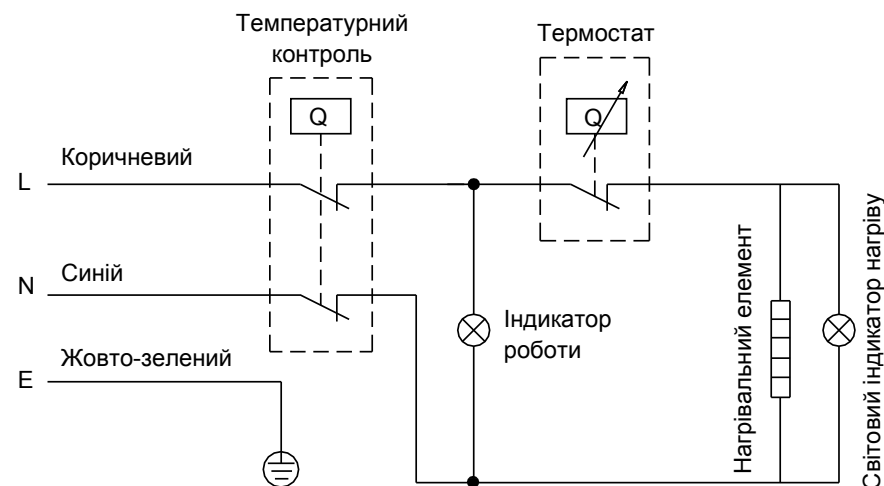 Температурний
контроль
Термостат
Q
Q
L
Коричневий
N
Синій
E
Жовто-зелений
Індикатор
роботи
Нагрівальний елемент
Світовий індикатор нагріву